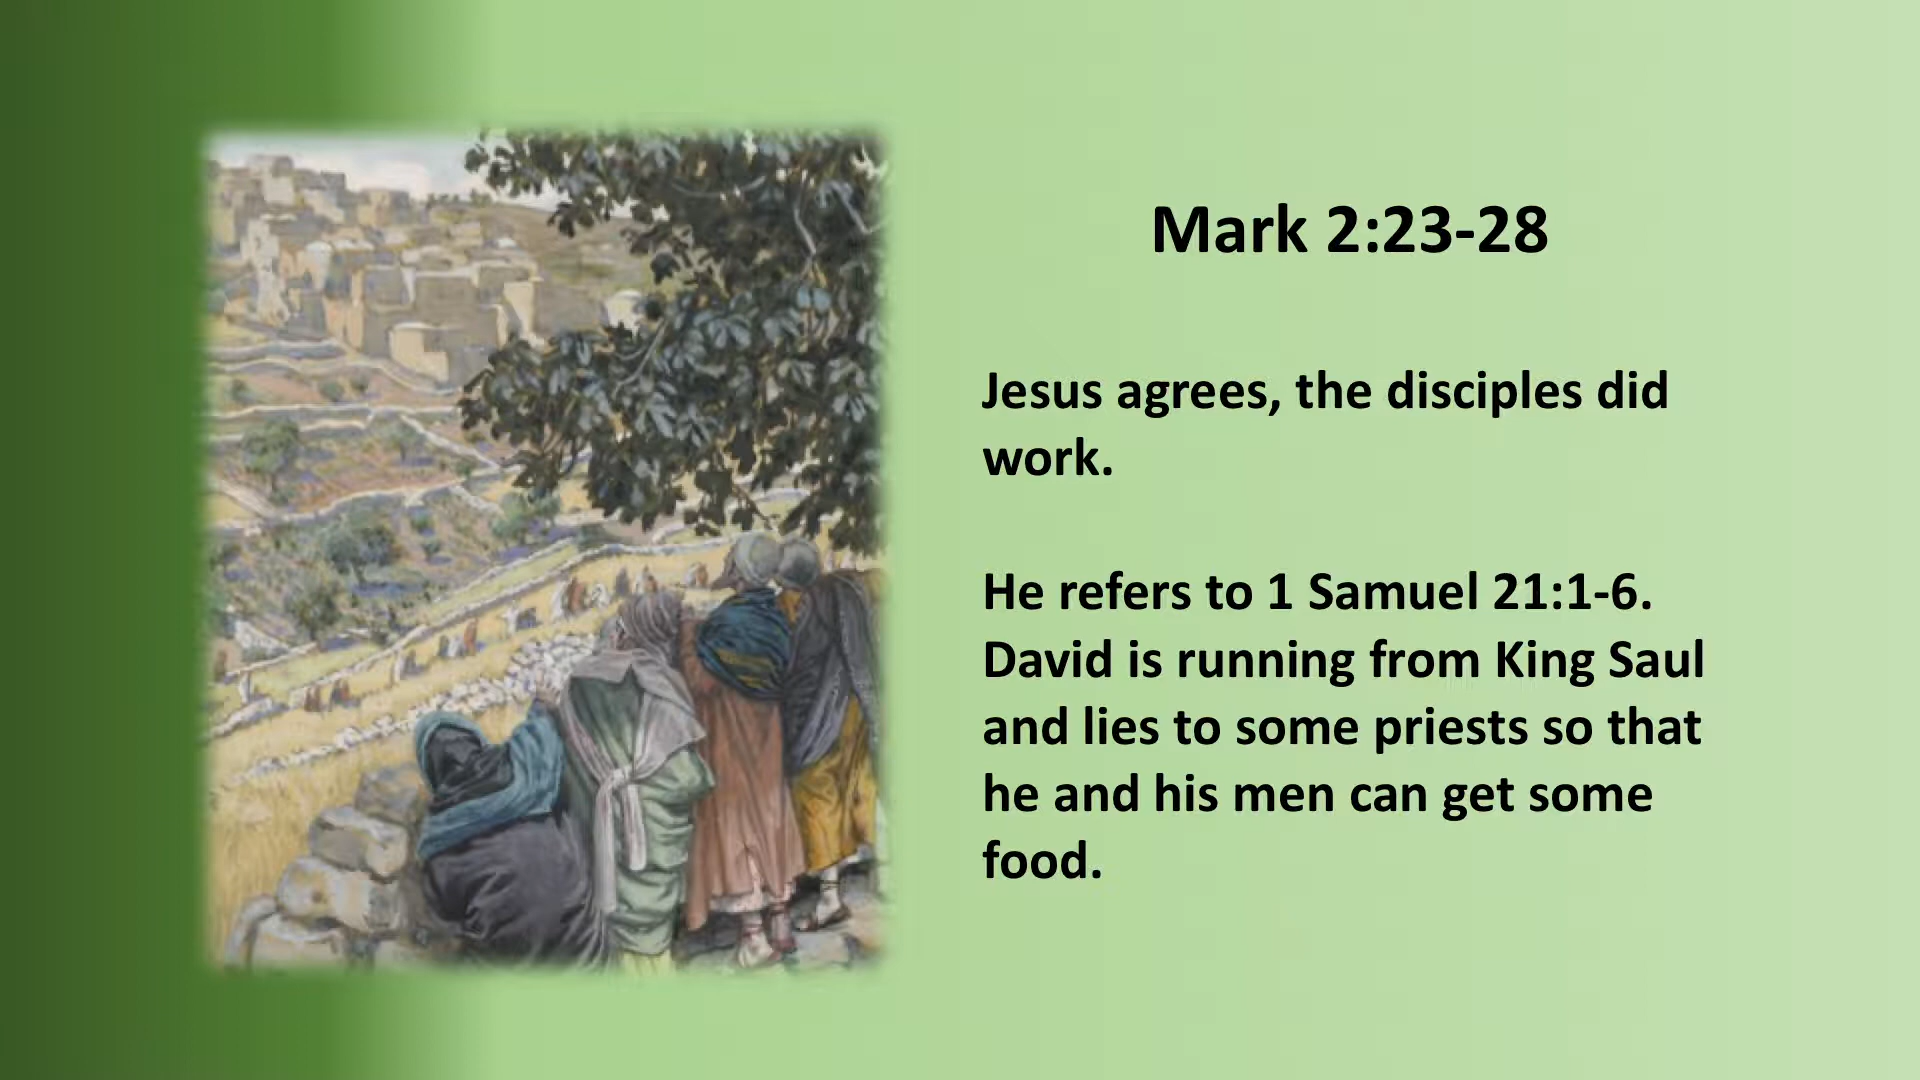 Mark 2:23-28
Jesus agrees, the disciples did
work.
He refers to 1 Samuel 21:1-6.
David is running from King Saul
and lies to some priests so that
he and his men can get some
food.